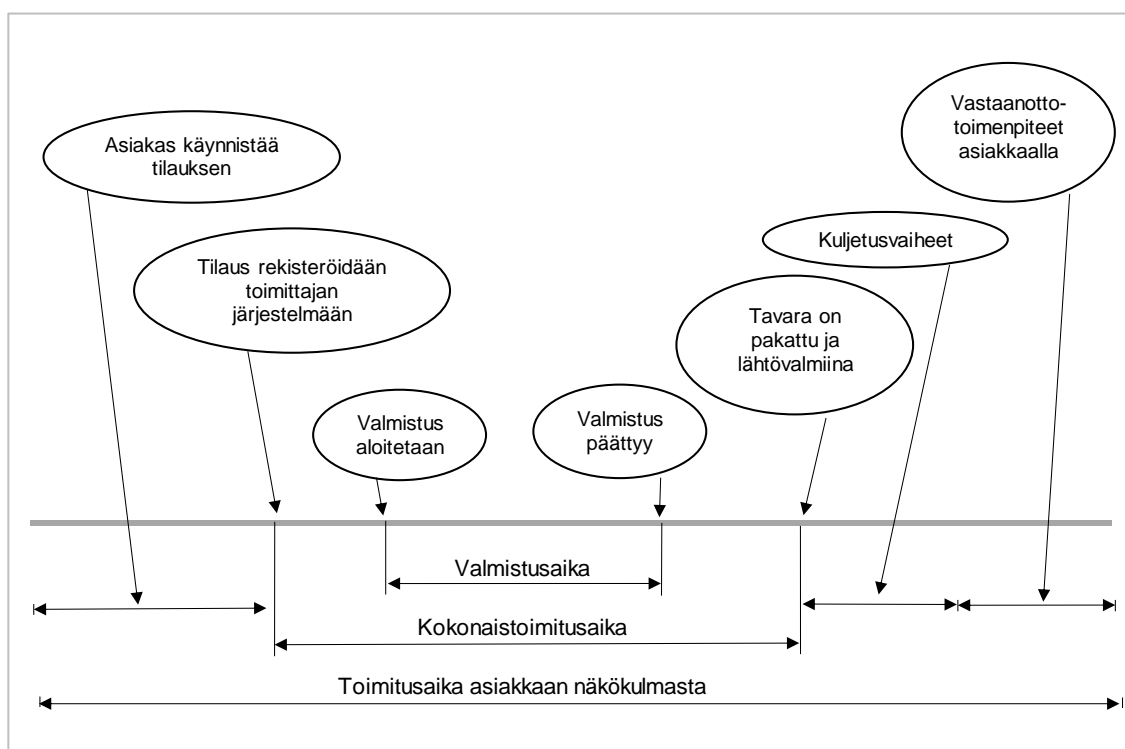 Asiakas käynnistää
tilauksen
Tilaus rekisteröidään
toimittajan
järjestelmään
Valmistus
aloitetaan
Valmistus
päättyy
Tavara on
pakattu ja
lähtövalmiina
Kuljetusvaiheet
Vastaanotto-
toimenpiteet
asiakkaalla
Valmistusaika
Kokonaistoimitusaika
Toimitusaika asiakkaan näkökulmasta